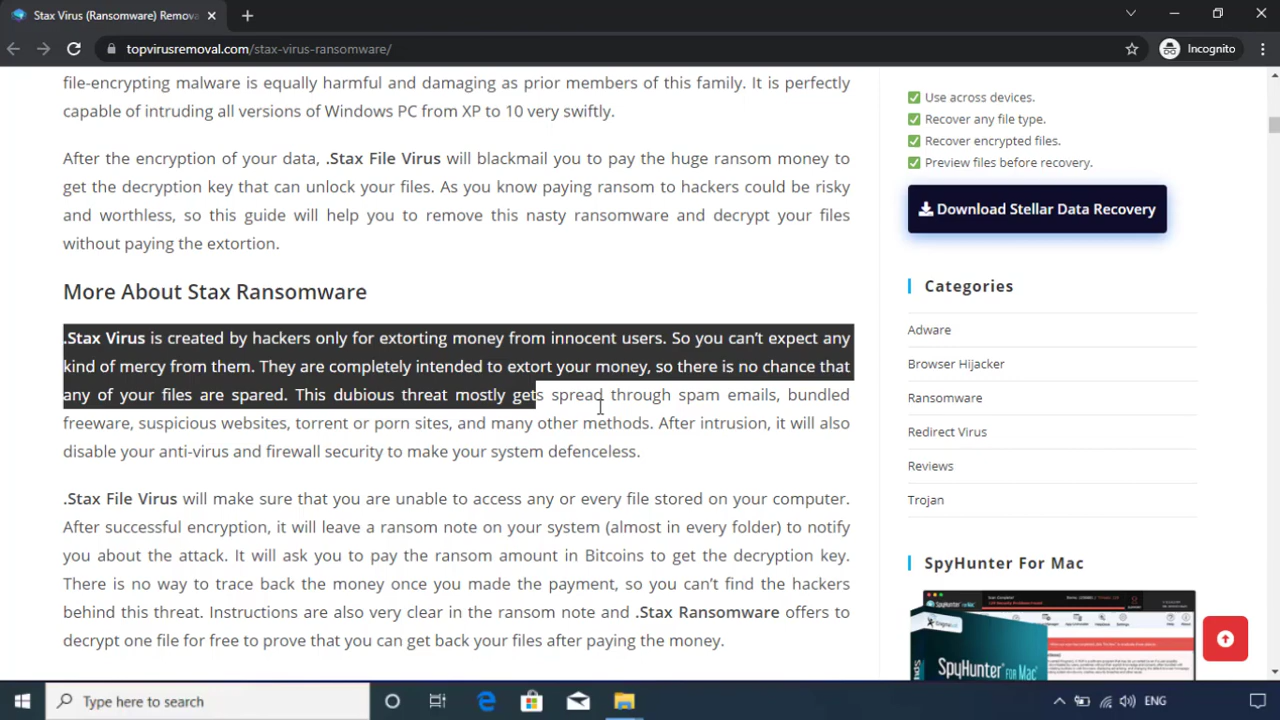 Stax Virus (Ransomware) Remova
topvirusremoval.com/stax-virus-ransomware/
Incognito
file-encrypting malware is equally harmful and damaging as prior members of this family. It is perfectly
capable of intruding all versions of Windows PC from XP to 10 very swiftly.
After the encryption of your data, .Stax File Virus will blackmail you to pay the huge ransom money to
get the decryption key that can unlock your files. As you know paying ransom to hackers could be risky
and worthless, so this guide will help you to remove this nasty ransomware and decrypt your files
without paying the extortion.
More About Stax Ransomware
.Stax Virus is created by hackers only for extorting money from innocent users. So you can't expect any
kind of mercy from them. They are completely intended to extort your money, so there is no chance that
any of your files are spared. This dubious threat mostly gets spread through spam emails, bundled
freeware, suspicious websites, torrent or porn sites, and many other methods. After intrusion, it will also
disable your anti-virus and firewall security to make your system defenceless.
.Stax File Virus will make sure that you are unable to access any or every file stored on your computer.
After successful encryption, it will leave a ransom note on your system (almost in every folder) to notify
you about the attack. It will ask you to pay the ransom amount in Bitcoins to get the decryption key.
There is no way to trace back the money once you made the payment, so you can't find the hackers
behind this threat. Instructions are also very clear in the ransom note and .Stax Ransomware offers to
decrypt one file for free to prove that you can get back your files after paying the money.
Use across devices.
Recover any file type.
Recover encrypted files.
Preview files before recovery.
Download Stellar Data Recovery
Categories
Adware
Browser Hijacker
Ransomware
Redirect Virus
Reviews
Trojan
SpyHunter For Mac
SPYHUNTER FOR MAC
Type here to search
ENG